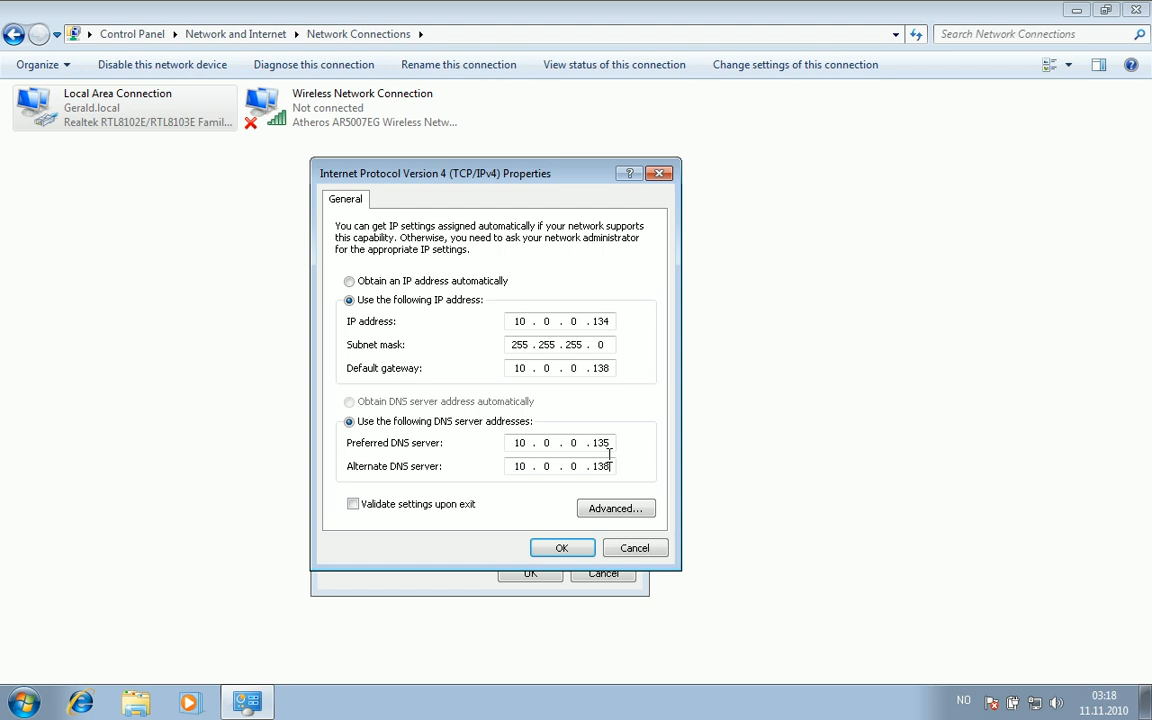 Control Panel Network and Internet Network Connections Search Network Connections
Organize Disable this network device Diagnose this connection Rename this connection View status of this connection Change settings of this connection
Local Area Connection
Gerald.local
Realtek RTL8102E/RTL8103E Famil...
Wireless Network Connection
Not connected
Atheros AR5007EG Wireless Netw...
Internet Protocol Version 4 (TCP/IPv4) Properties
General
You can get IP settings assigned automatically if your network supports
this capability. Otherwise, you need to ask your network administrator
for the appropriate IP settings.
Obtain an IP address automatically
Use the following IP address:
IP address: 10 . 0 . 0 . 134
Subnet mask: 255 . 255 . 255 . 0
Default gateway: 10 . 0 . 0 . 138
Obtain DNS server address automatically
Use the following DNS server addresses:
Preferred DNS server: 10 . 0 . 0 . 135
Alternate DNS server: 10 . 0 . 0 . 138
Validate settings upon exit
Advanced...
OK Cancel
OK Cancel
NO 03:18
11.11.2010